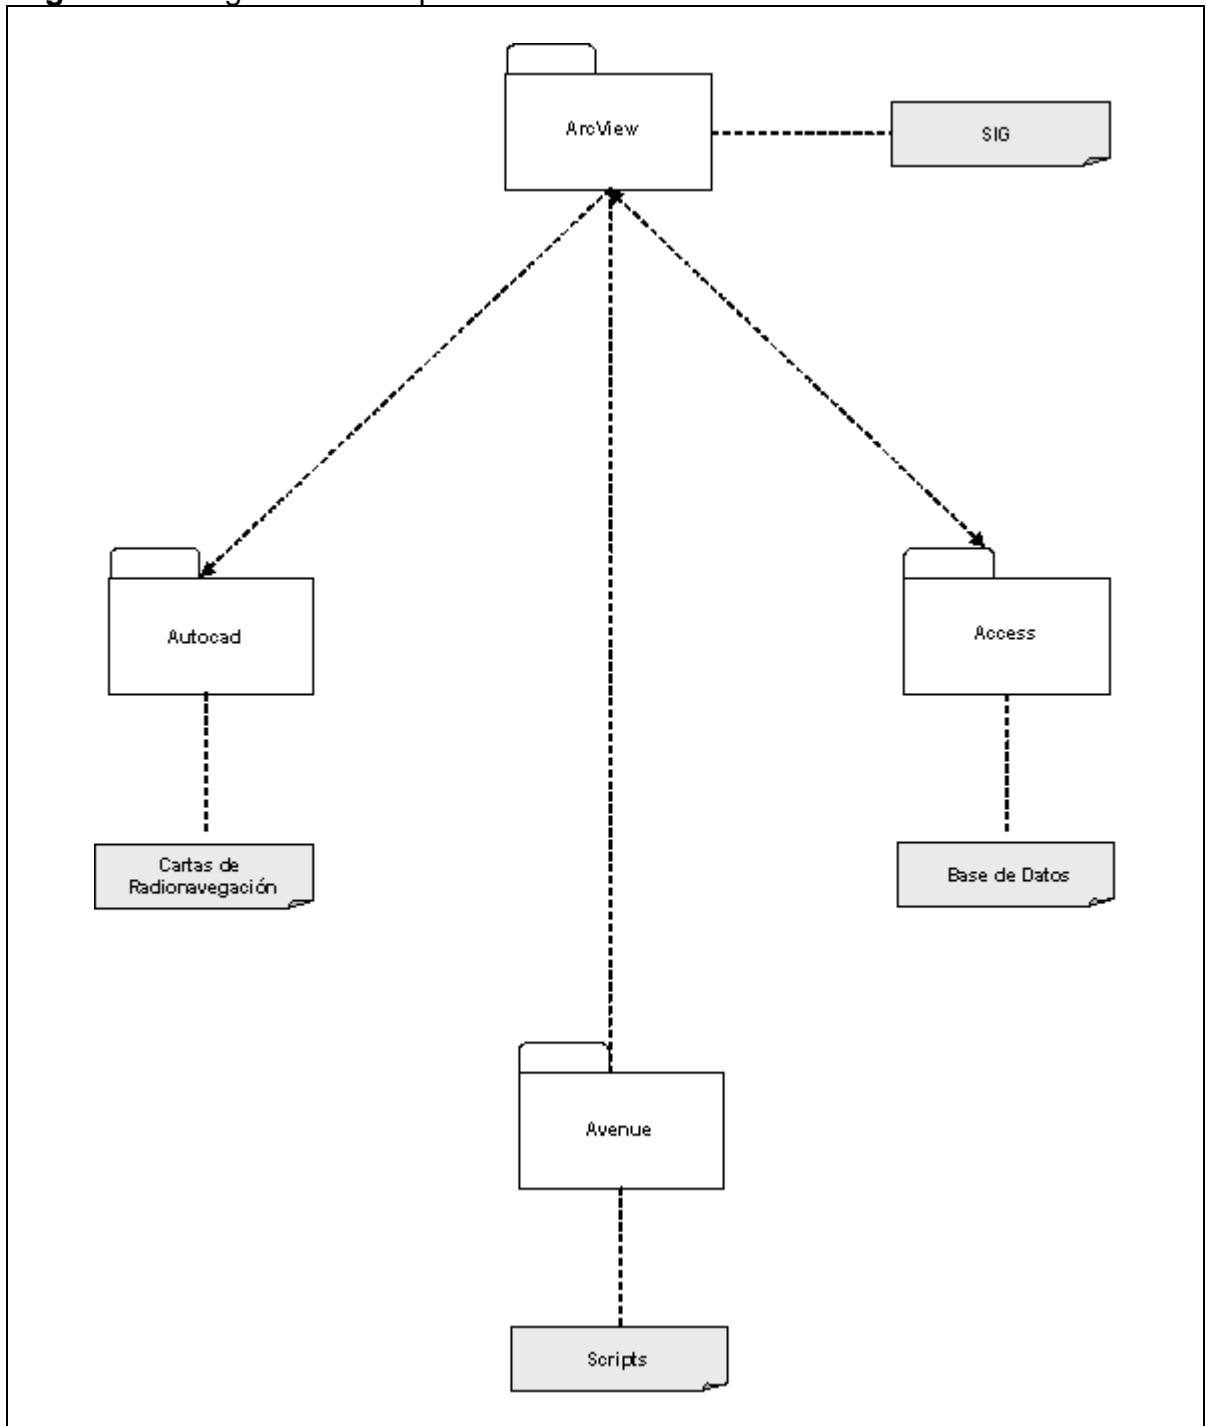 ArcView
SIG
Autocad
Access
Cartas de
Radionavegación
Base de Datos
Avenue
Scripts